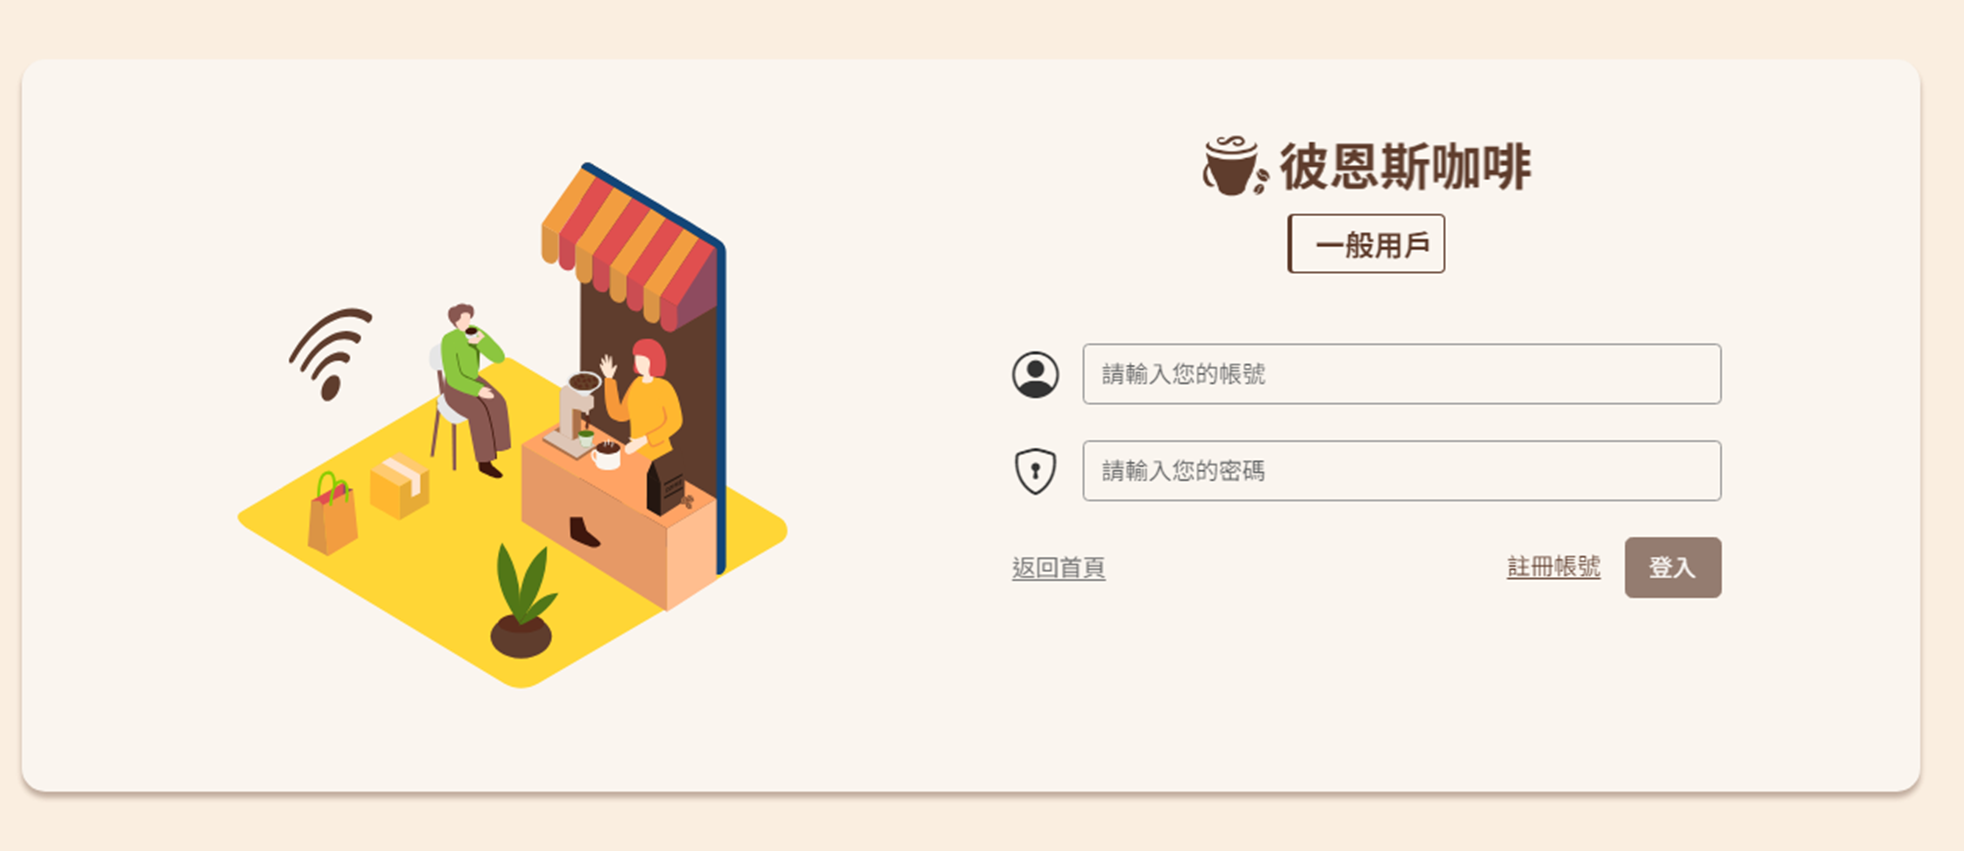 彼恩斯咖啡
一般用戶
請輸入您的帳號
請輸入您的密碼
返回首頁
註冊帳號
登入